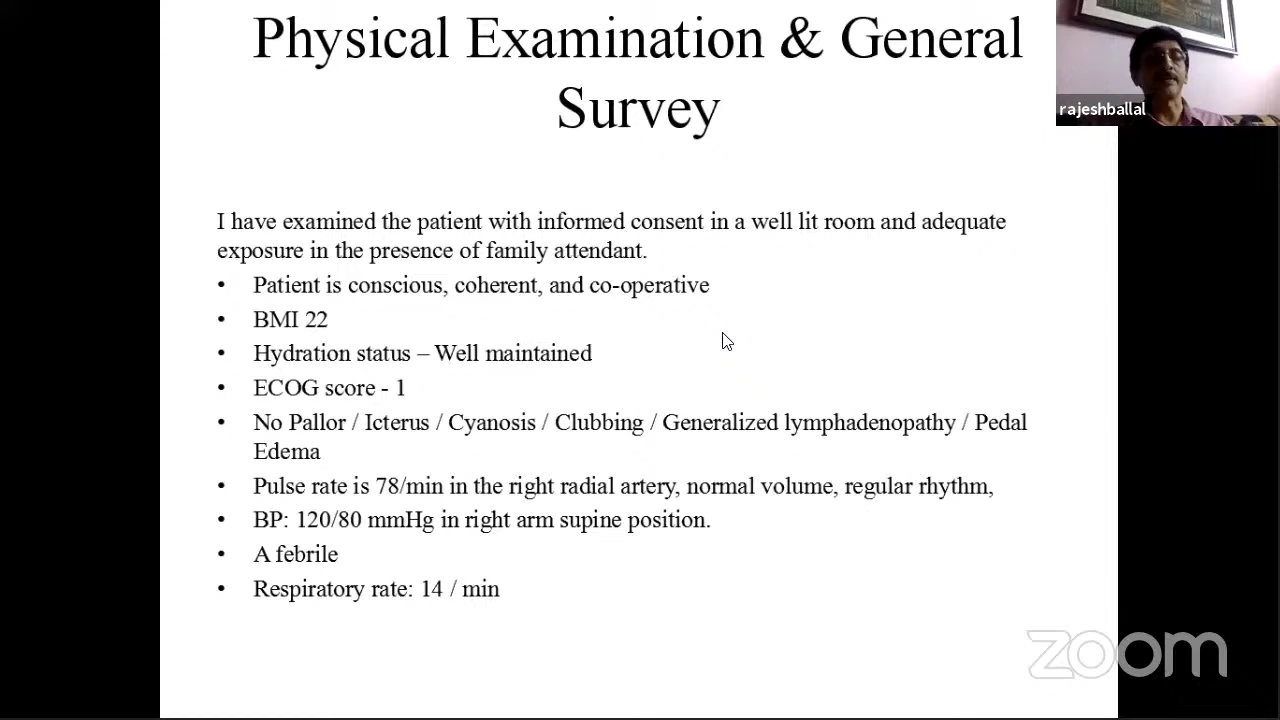 Physical Examination & General
Survey
rajeshballal
I have examined the patient with informed consent in a well lit room and adequate
exposure in the presence of family attendant.
• Patient is conscious, coherent, and co-operative
• BMI 22
• Hydration status – Well maintained
• ECOG score - 1
• No Pallor / Icterus / Cyanosis / Clubbing / Generalized lymphadenopathy / Pedal
Edema
• Pulse rate is 78/min in the right radial artery, normal volume, regular rhythm,
• BP: 120/80 mmHg in right arm supine position.
• A febrile
• Respiratory rate: 14 / min
zoom